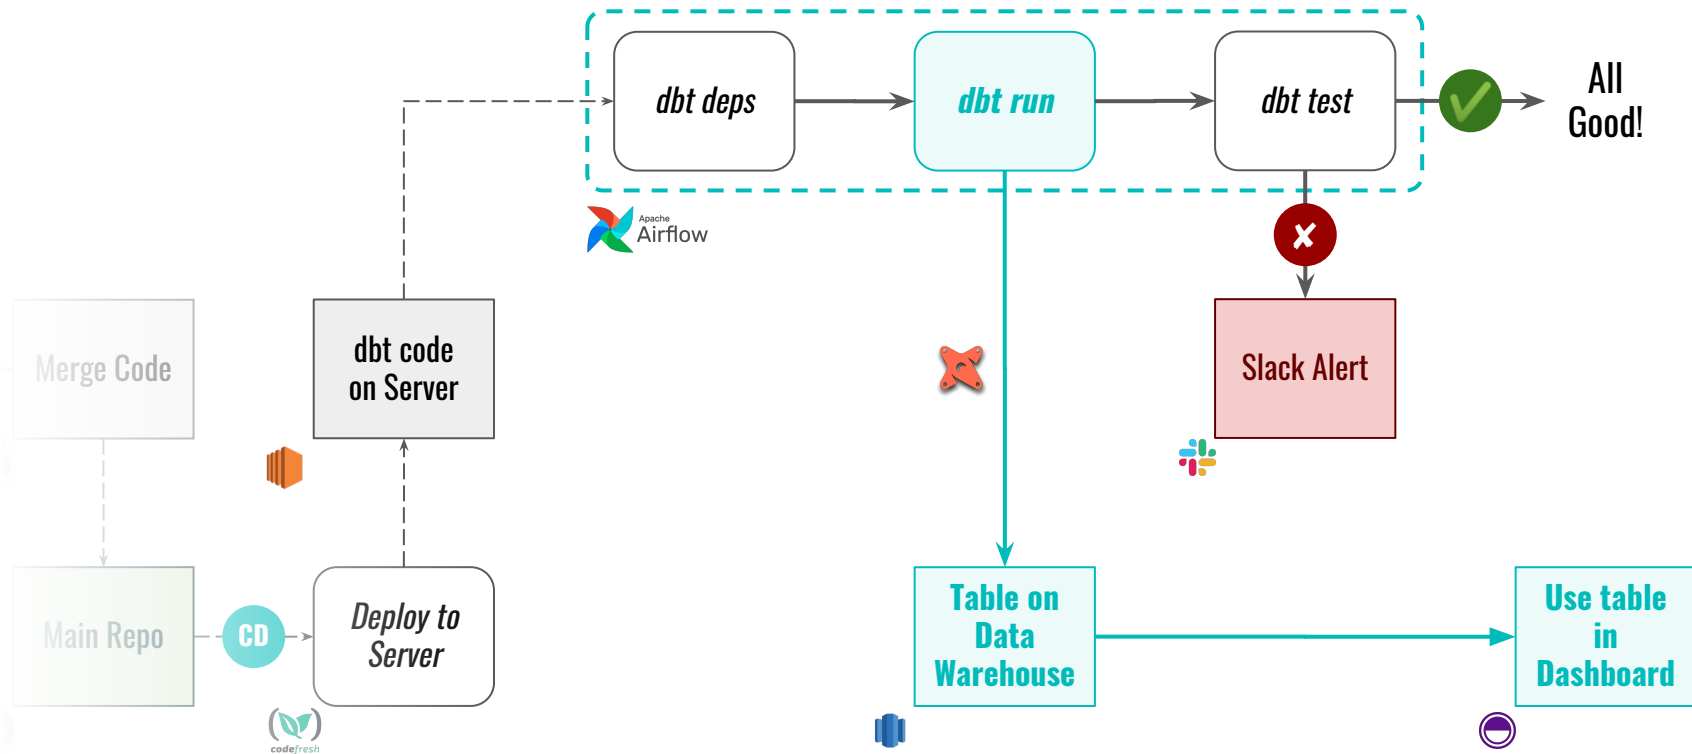 dbt deps
dbt run
dbt test
All
Good!
Apache
Airflow
Merge Code
dbt code
on Server
Slack Alert
Main Repo
CD
Deploy to
Server
Table on
Data
Warehouse
Use table
in
Dashboard
codefresh